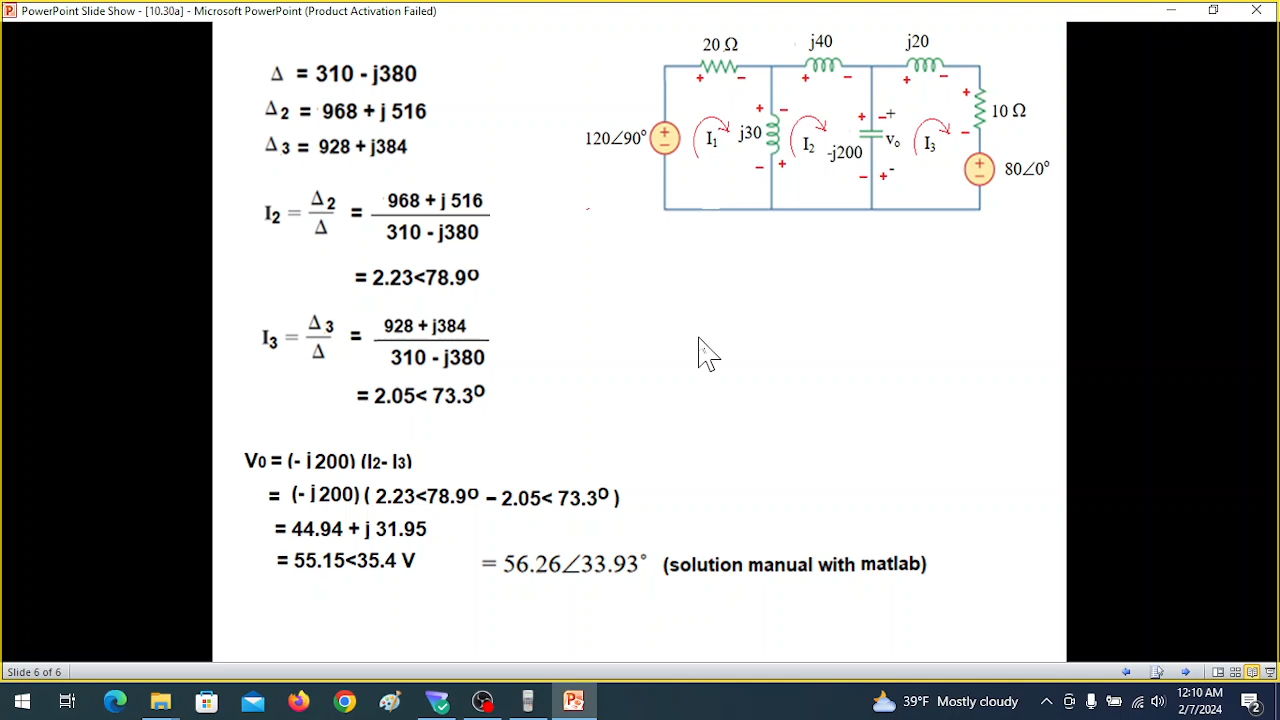 PowerPoint Slide Show - [10.30a] - Microsoft PowerPoint (Product Activation Failed)
Δ = 310 - j380
Δ2 = 968 + j 516
Δ3 = 928 + j384
I2 = Δ2/Δ = 968 + j 516 / 310 - j380
= 2.23<78.9º
I3 = Δ3/Δ = 928 + j384 / 310 - j380
= 2.05< 73.3º
V0 = (- j 200) (I2- I3)
= (- j200) ( 2.23<78.9º – 2.05< 73.3º )
= 44.94 + j 31.95
= 55.15<35.4 V = 56.26∠33.93° (solution manual with matlab)
20 Ω j40 j20
+ - + - + -
+ - + - + +
120∠90º + - I1 j30 I2 -j200 vo I3 - 10 Ω
- + - + - + - 80∠0º
Slide 6 of 6
39°F Mostly cloudy
12:10 AM
2/7/2024
2